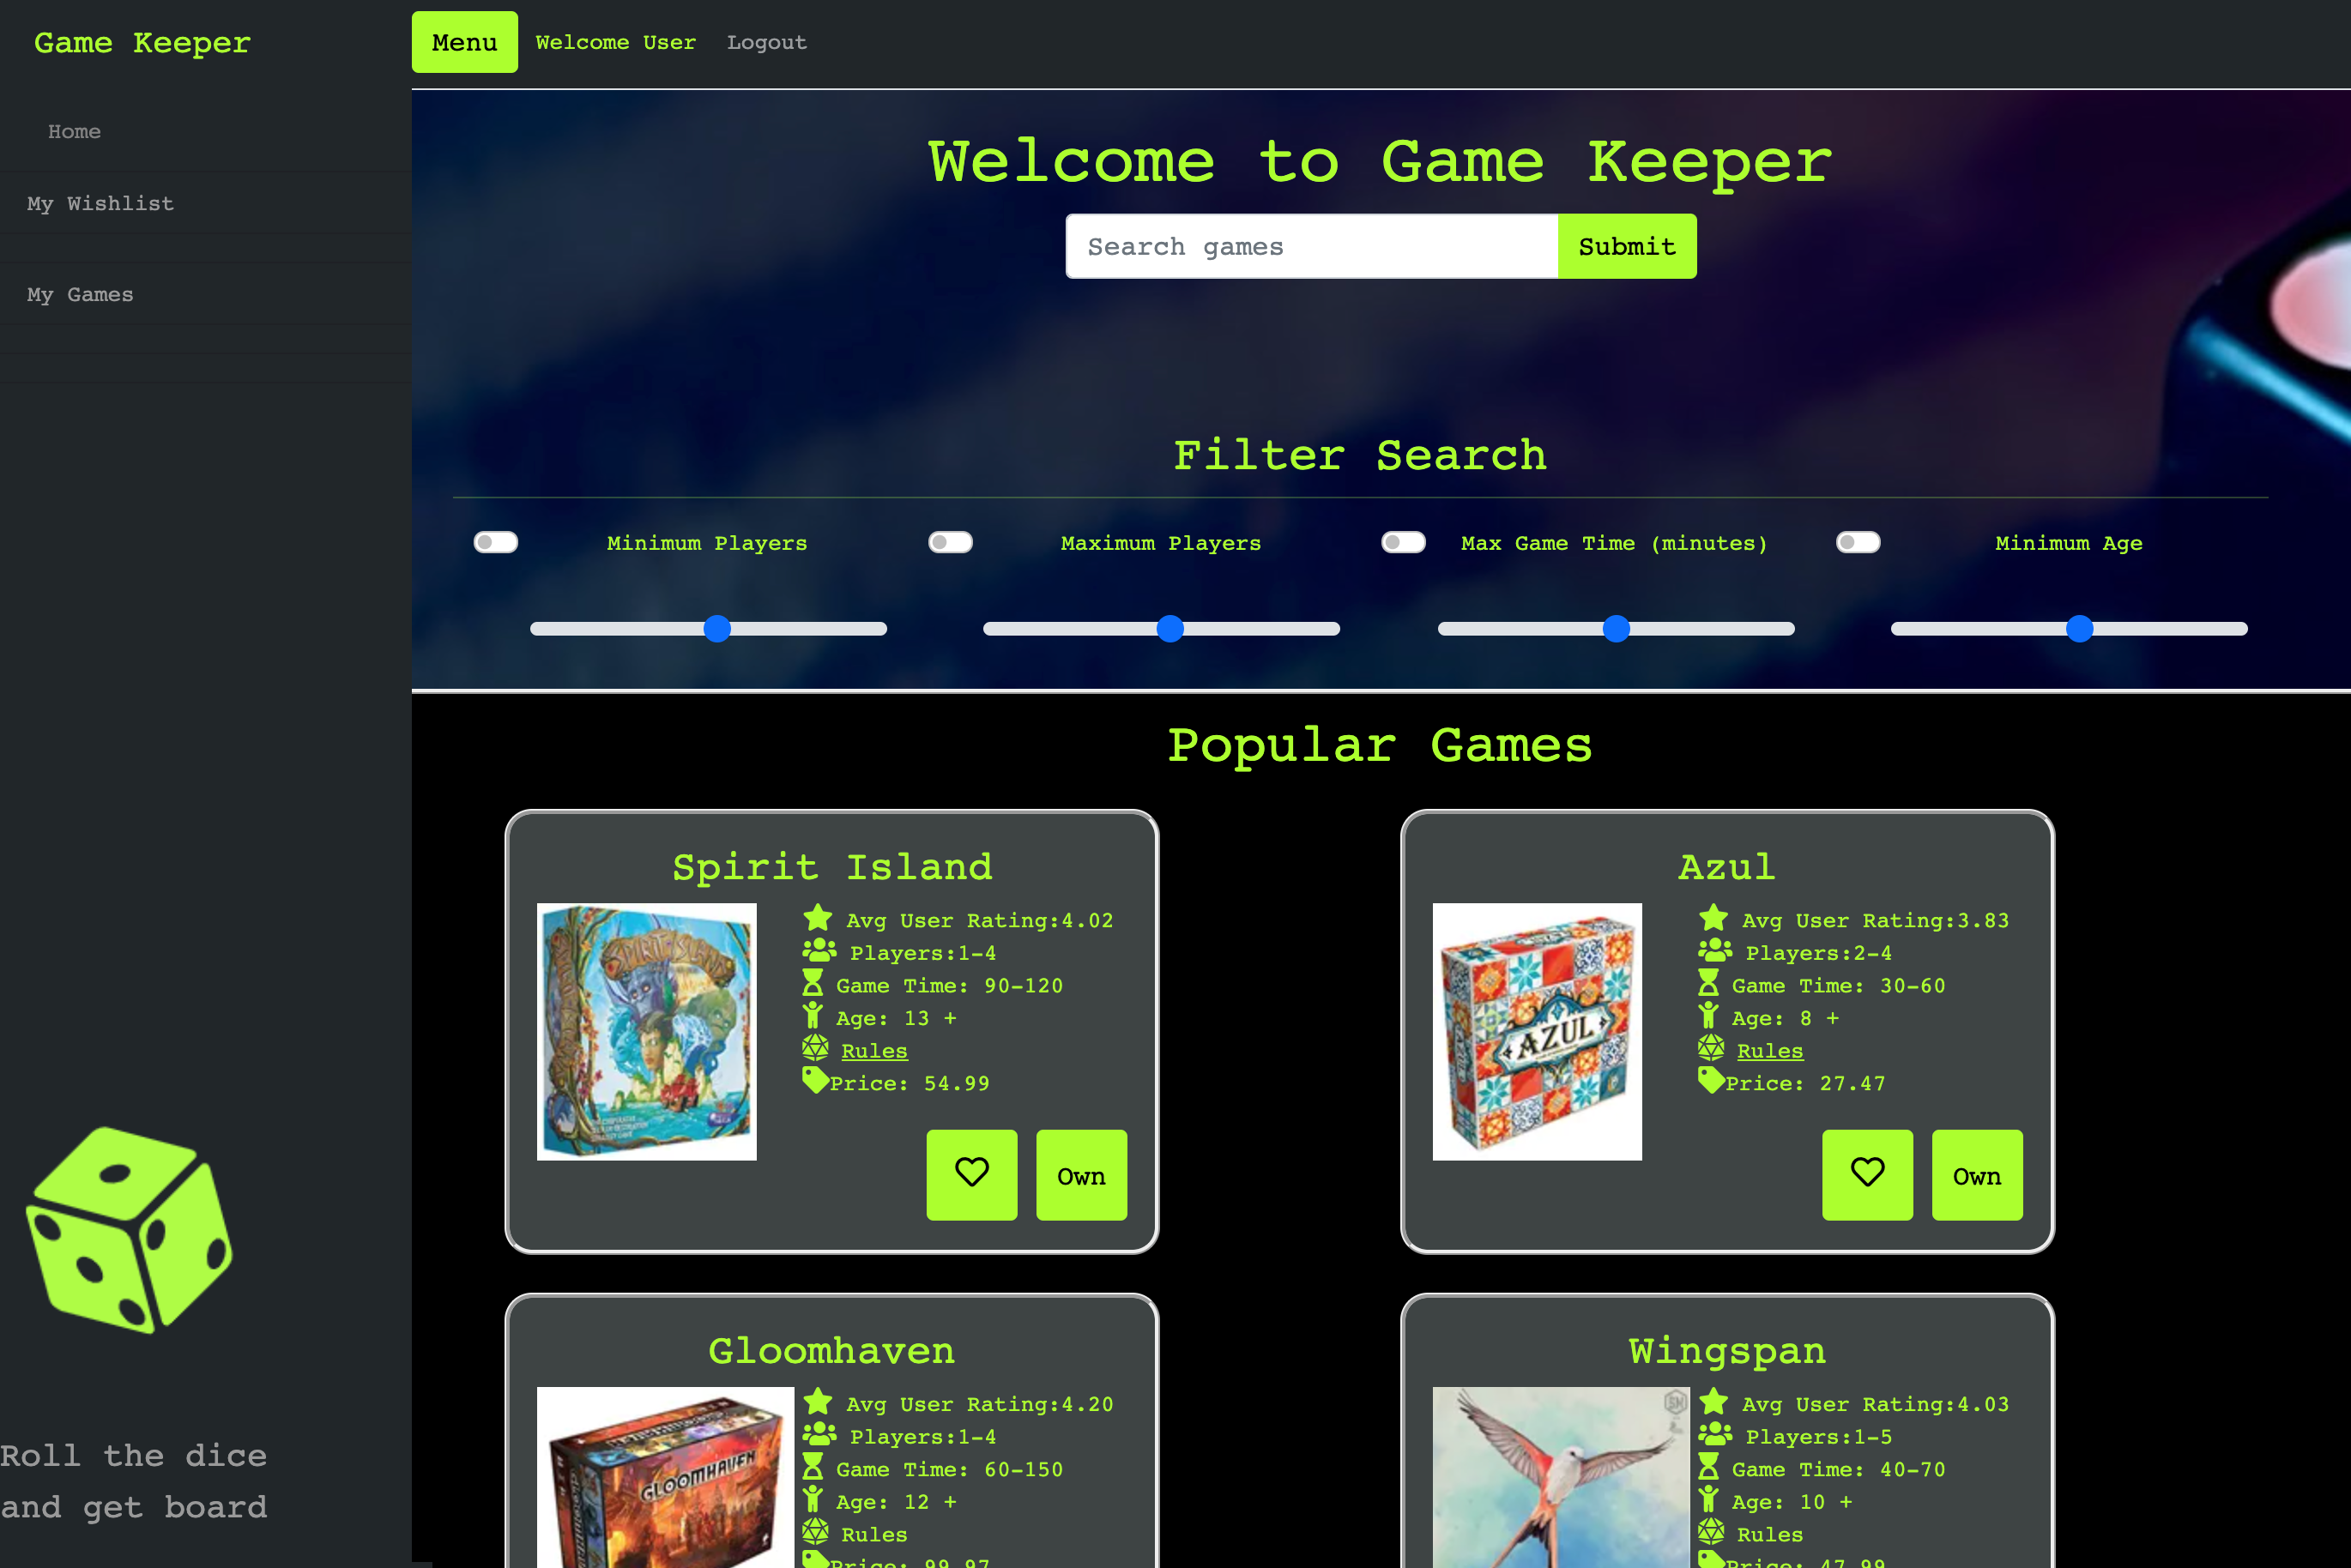 Game Keeper
Menu Welcome User Logout
Home
My Wishlist
My Games
Roll the dice
and get board
Welcome to Game Keeper
Search games Submit
Filter Search
Minimum Players Maximum Players Max Game Time (minutes) Minimum Age
Popular Games
Spirit Island
SPIRIT ISLAND
Avg User Rating:4.02
Players:1-4
Game Time: 90-120
Age: 13 +
Rules
Price: 54.99
Own
Azul
AZUL
Avg User Rating:3.83
Players:2-4
Game Time: 30-60
Age: 8 +
Rules
Price: 27.47
Own
Gloomhaven
GLOOMHAVEN
Avg User Rating:4.20
Players:1-4
Game Time: 60-150
Age: 12 +
Rules
Price: 99.97
Wingspan
Avg User Rating:4.03
Players:1-5
Game Time: 40-70
Age: 10 +
Rules
Price: 47.99